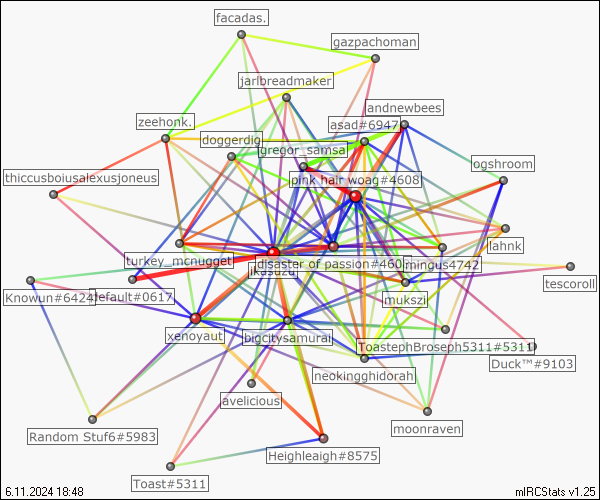 facadas.
gazpachoman
jarlbreadmaker
andnewbees
zeehonk.
asad#6947
doggerdig
gregor_samsa
ogshroom
thiccusboiusalexusjoneus
pink hair woag#4608
lahnk
turkey_mcnugget
disaster of passion#460
mingus4742
jkasuzu
tescoroll
Knowun#6424
default#0617
mukszi
xenoyaut
bigcitysamurai
ToastephBroseph5311#5311
Duck™#9103
neokingghidorah
avelicious
moonraven
Random Stuf6#5983
Heighleaigh#8575
Toast#5311
6.11.2024 18:48
mIRCStats v1.25